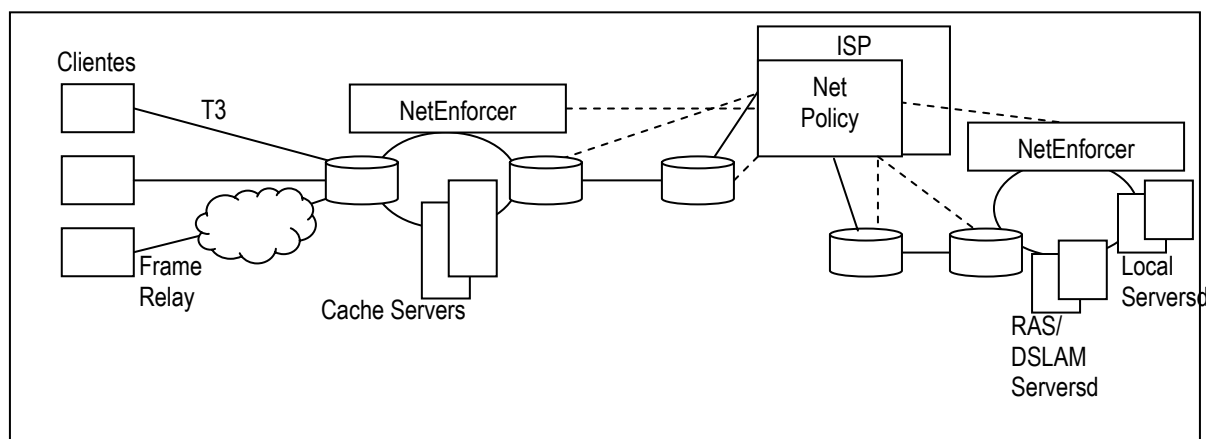 ISP
Clientes
T3
NetEnforcer
Net
Policy
NetEnforcer
Frame
Relay
Cache Servers
Local
Serversd
RAS/
DSLAM
Serversd